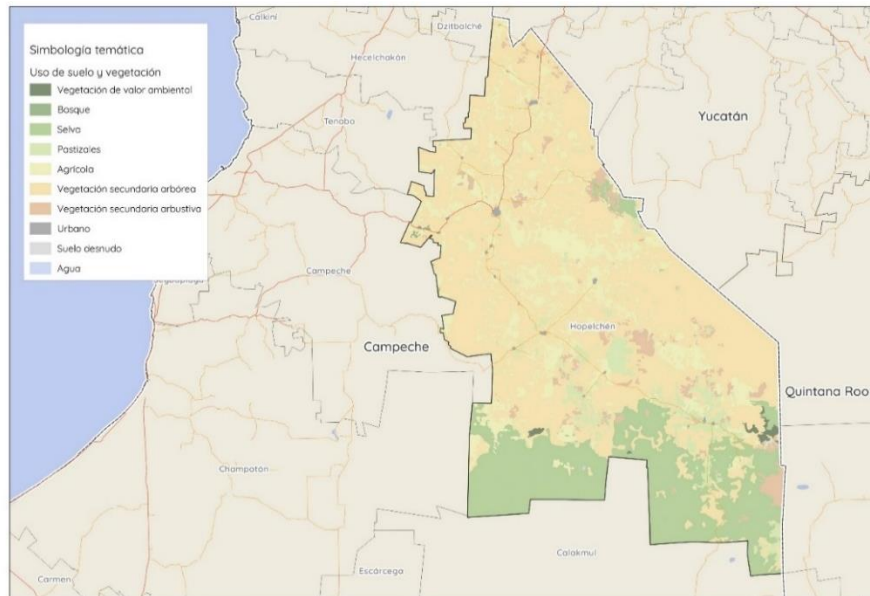 Simbología temática
Uso de suelo y vegetación
Vegetación de valor ambiental
Bosque
Selva
Pastizales
Agrícola
Vegetación secundaria arbórea
Vegetación secundaria arbustiva
Urbano
Suelo desnudo
Agua
Calkiní
Dzitbalché
Hecelchakán
Tenabo
Yucatán
Campeche
Hopelchén
Campeche
Quintana Roo
Champotón
Calakmul
Escárcega
Carmen